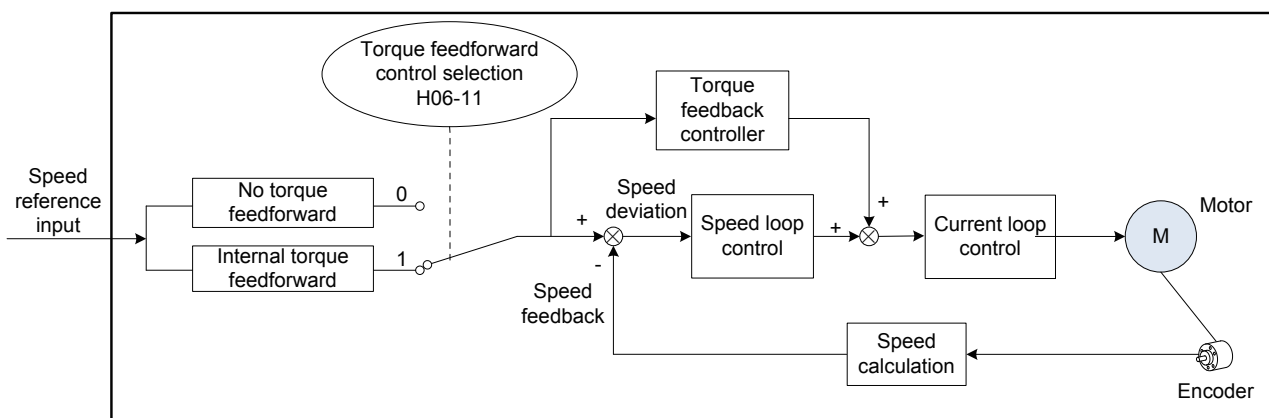 Torque feedforward
control selection
H06-11
Torque
feedback
controller
Speed
reference
input
No torque
feedforward
0
Internal torque
feedforward
1
+
-
Speed
deviation
Speed loop
control
+
+
Current loop
control
Motor
M
Speed
feedback
Speed
calculation
Encoder